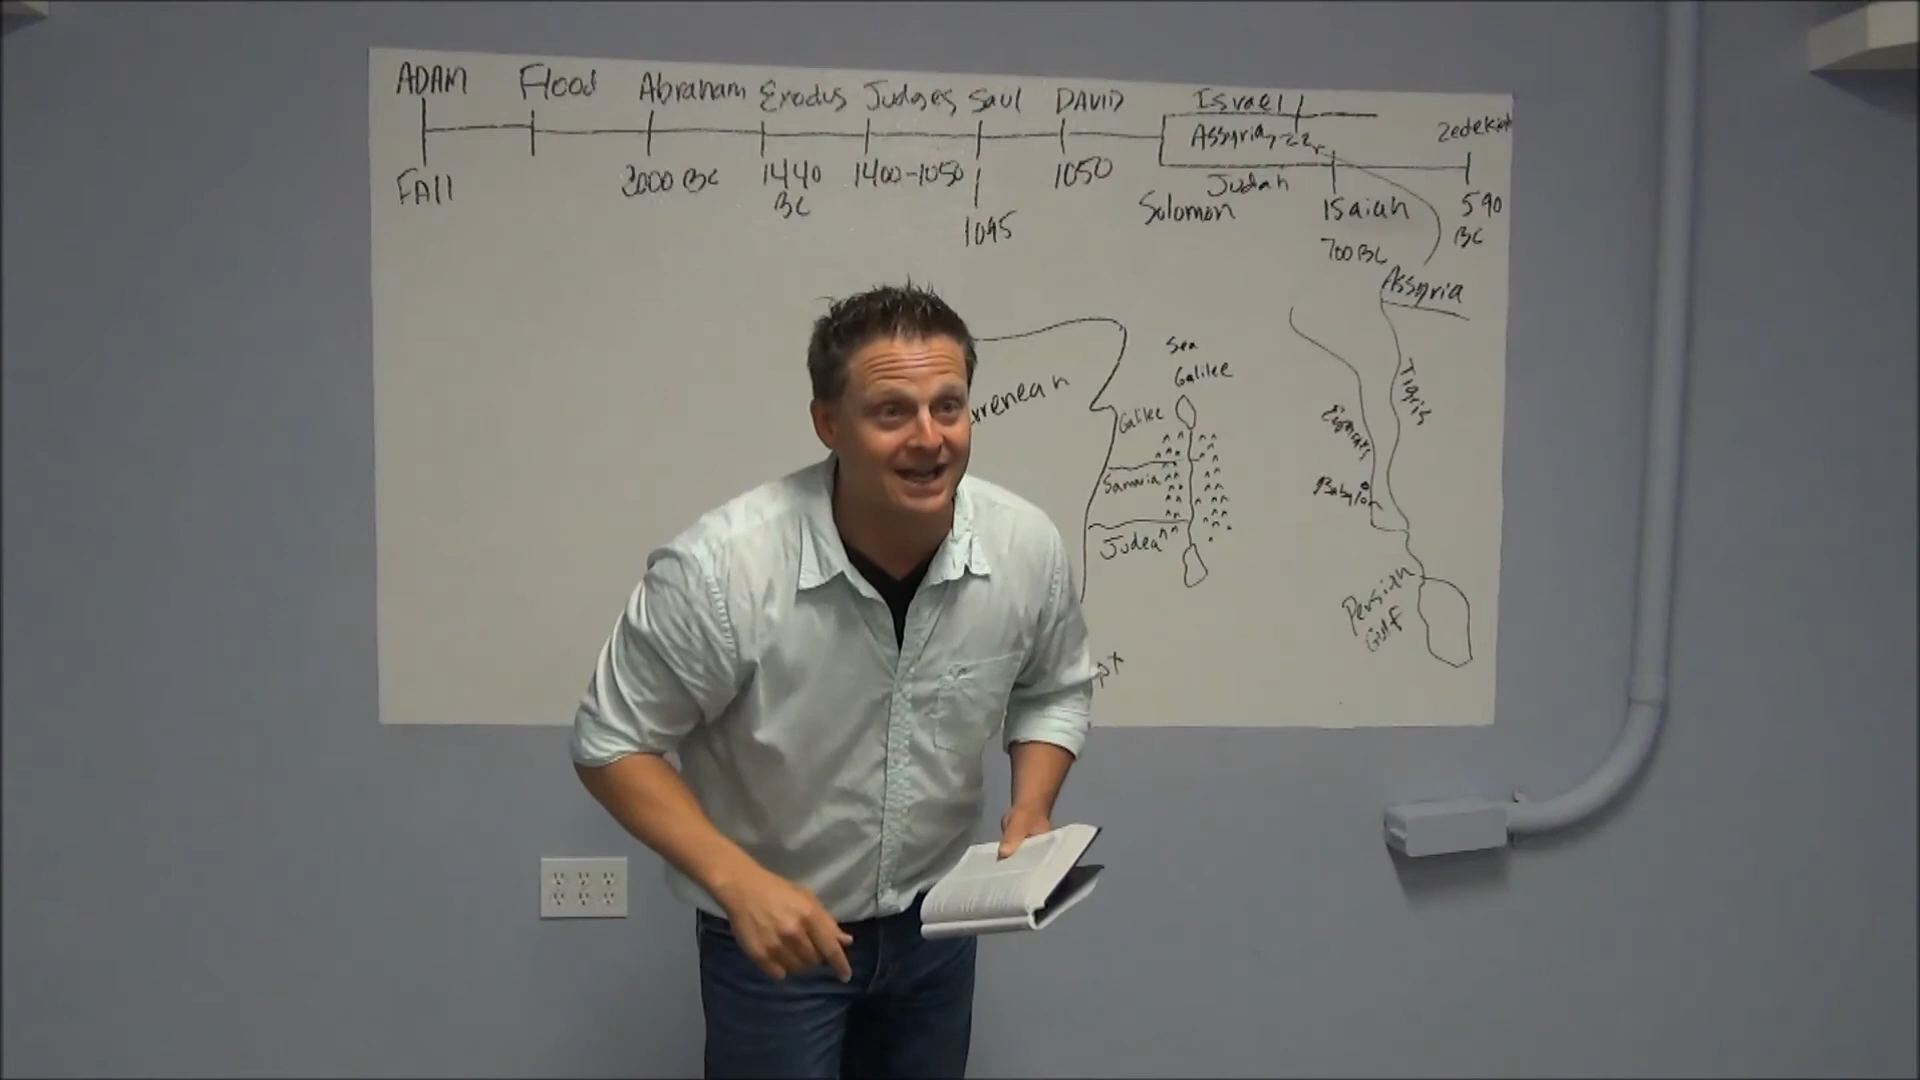 ADAM Flood Abraham Exodus Judges Saul DAVID Israel
Assyria 722
Zedekiah
FAll 2000 BC 1440 BC 1400-1050 1050 Judah
Solomon Isaiah 590 BC
1045
700 BC
Assyria
Sea
Galilee
Galilee
Tigris
Samaria
Babylon
Judea
Persian
Gulf